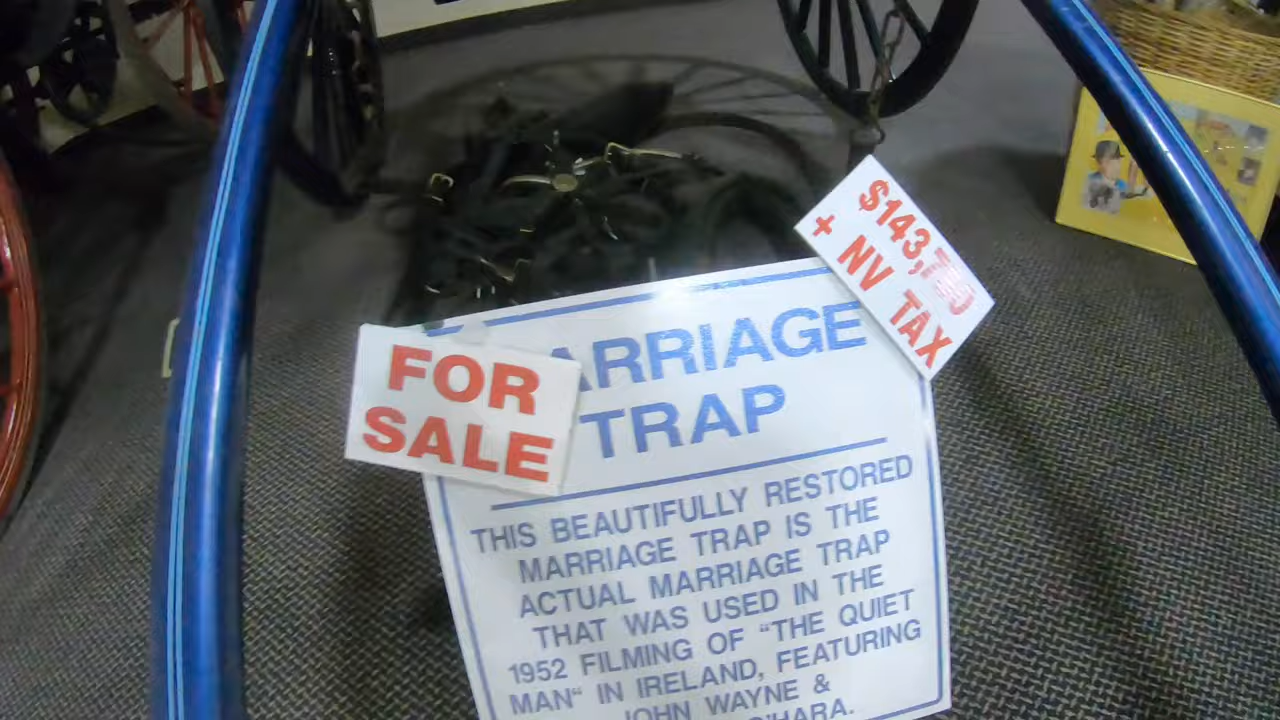 $143,
+ NV TAX
FOR
SALE
ARRIAGE
TRAP
THIS BEAUTIFULLY RESTORED
MARRIAGE TRAP IS THE
ACTUAL MARRIAGE TRAP
THAT WAS USED IN THE
1952 FILMING OF "THE QUIET
MAN" IN IRELAND, FEATURING
JOHN WAYNE &
O'HARA.